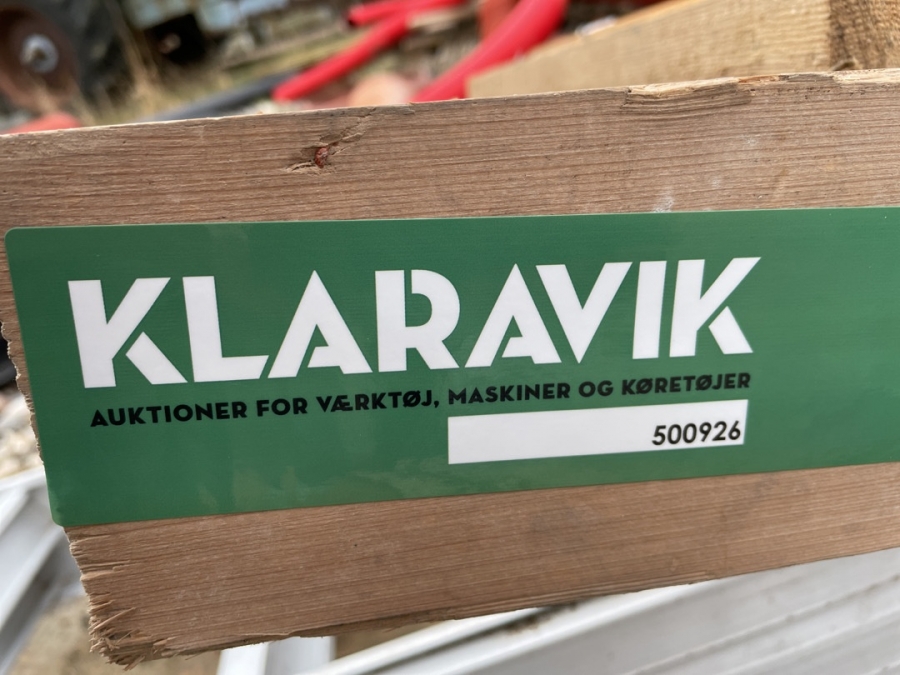 KLARAVIK
AUKTIONER FOR VÆRKTØJ, MASKINER OG KØRETØJER
500926